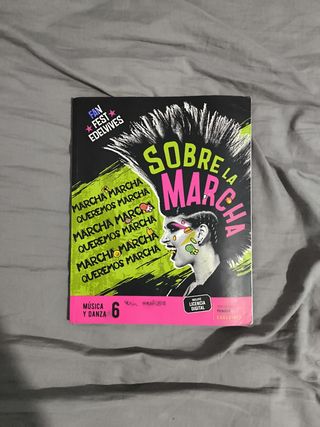 FAN
FEST
EDELVIVES
SOBRE LA
MARCHA
MARCHA MARCHA
QUEREMOS MARCHA
MARCHA MARCHA
QUEREMOS MARCHA
MARCHA MARCHA
QUEREMOS MARCHA
MÚSICA
Y DANZA 6
INCLUYE
LICENCIA
DIGITAL